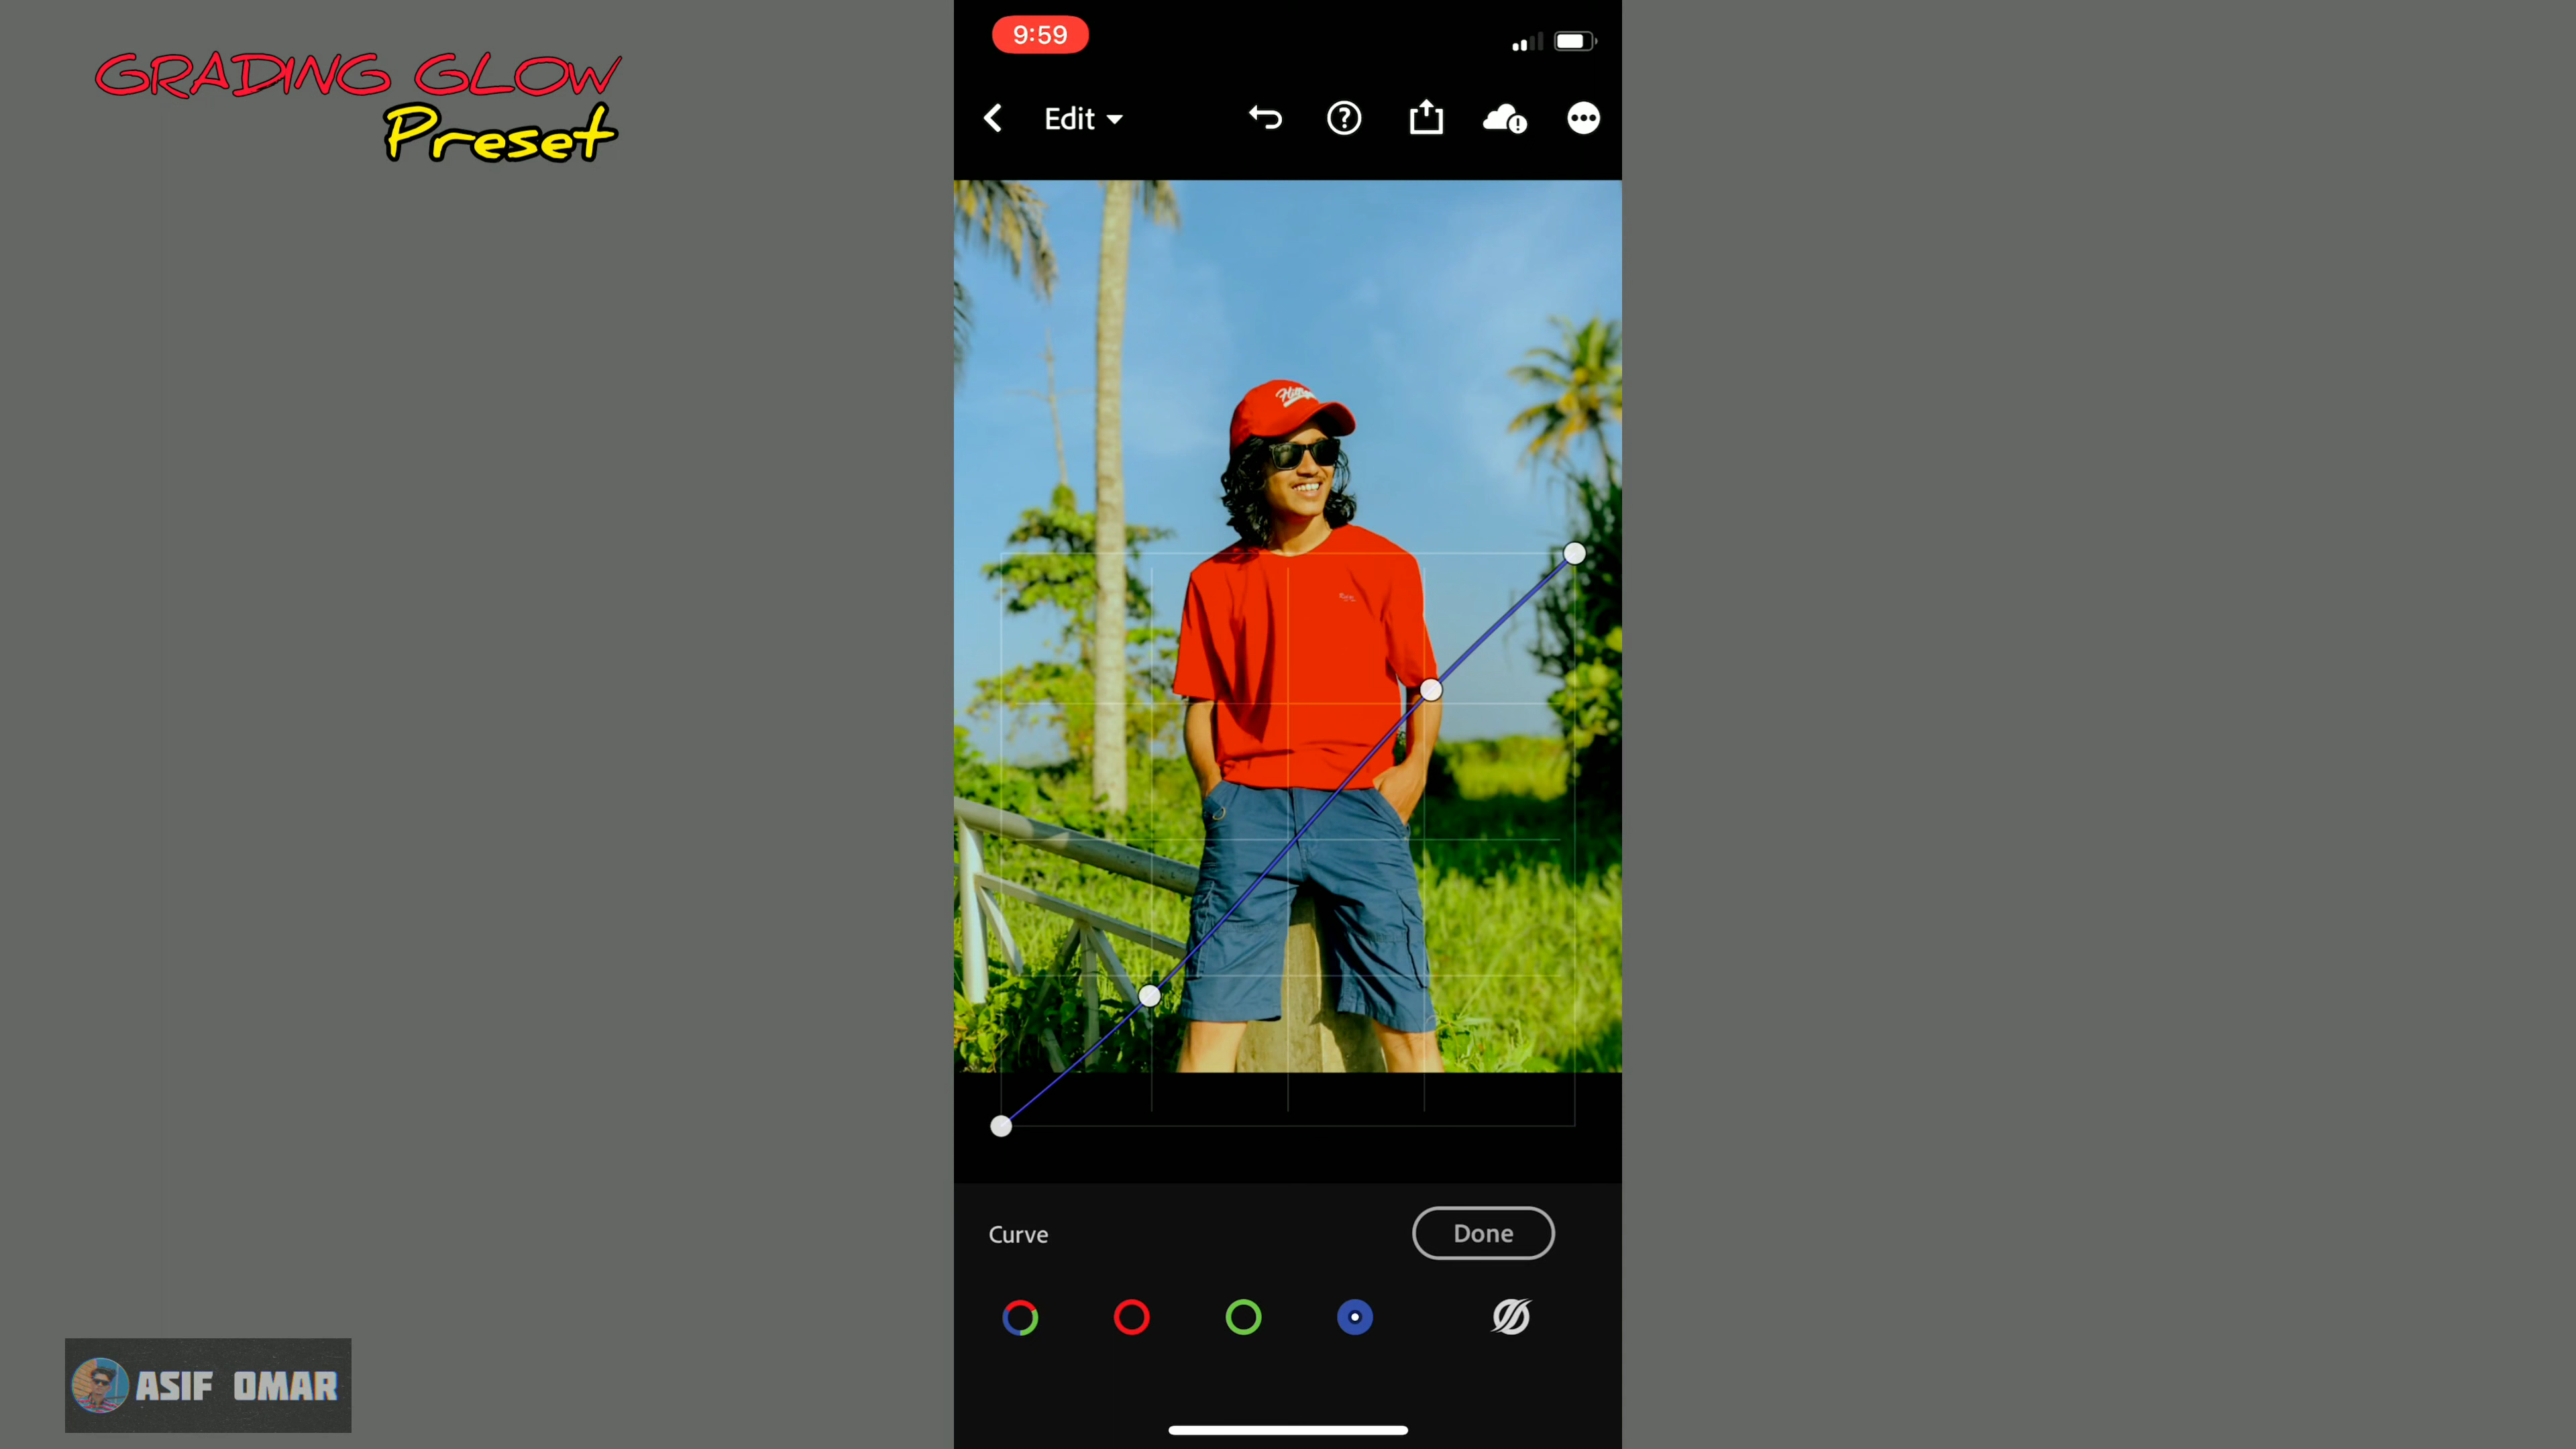 GRADING GLOW
Preset
9:59
Edit
Curve
Done
ASIF OMAR